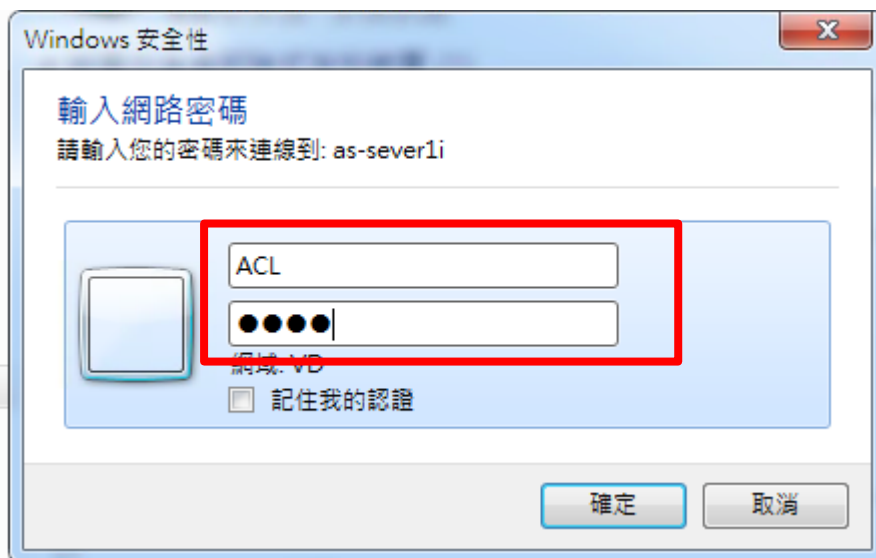 Windows 安全性
輸入網路密碼
請輸入您的密碼來連線到: as-sever1i
ACL
●●●●
網域: VD
記住我的認證
確定
取消